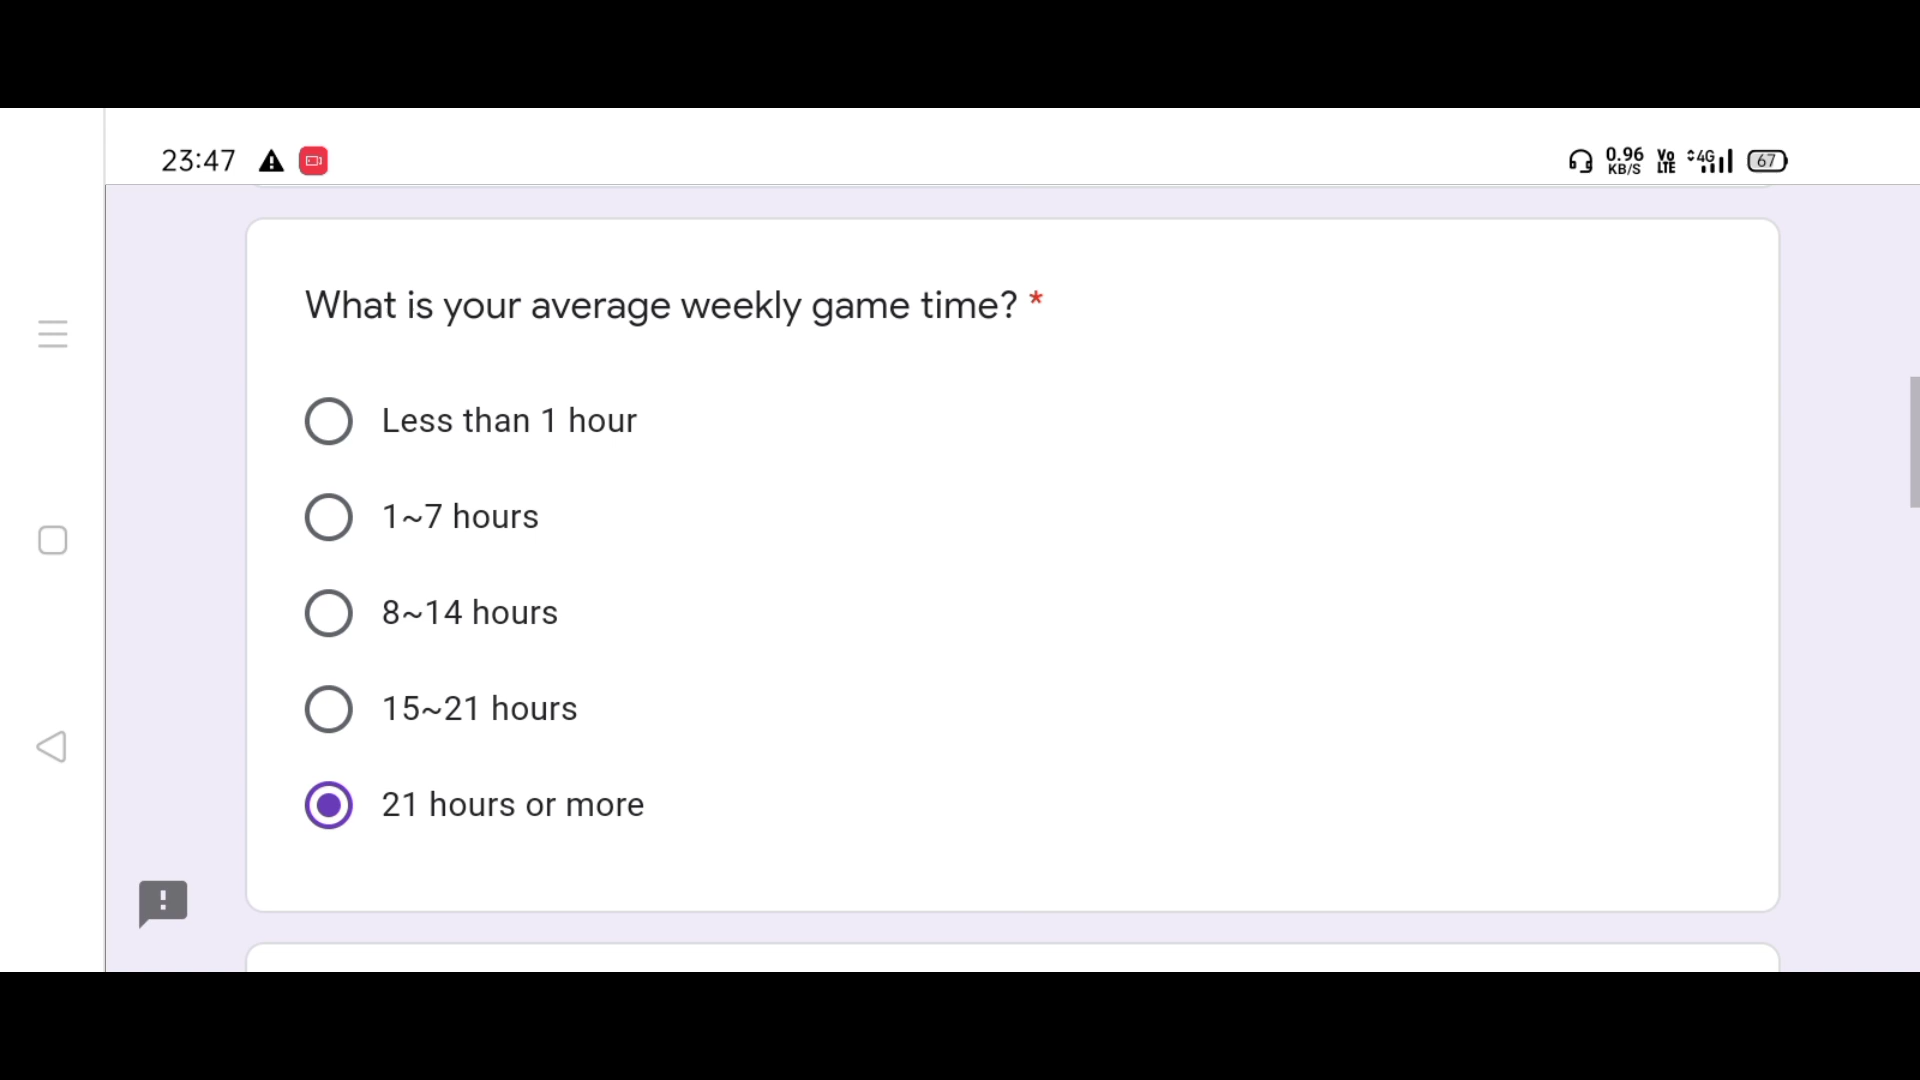 23:47
0.96 KB/S Vo LTE 4G 67
What is your average weekly game time? *
Less than 1 hour
1~7 hours
8~14 hours
15~21 hours
21 hours or more